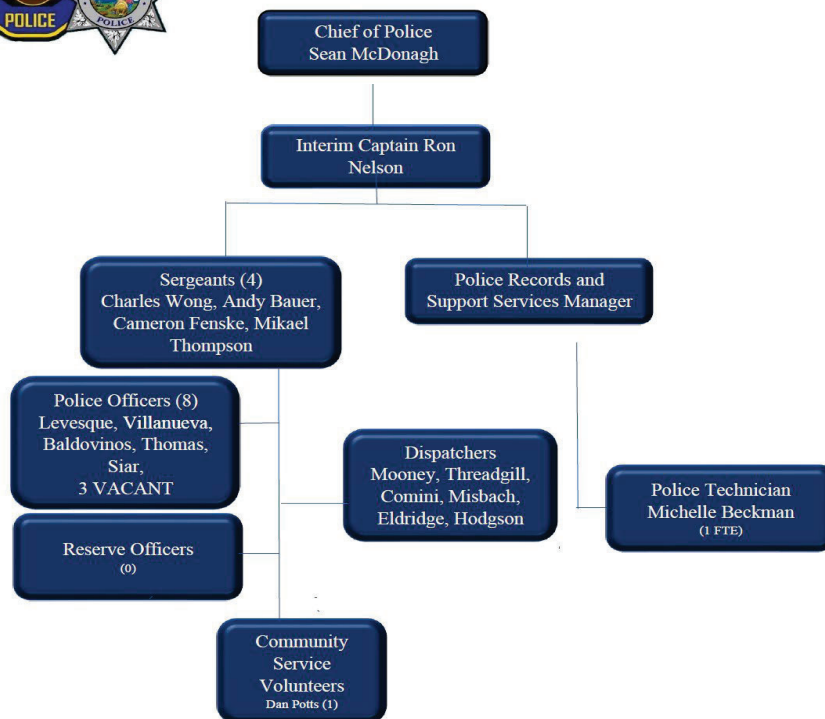 POLICE
POLICE
Chief of Police
Sean McDonagh
Interim Captain Ron
Nelson
Sergeants (4)
Charles Wong, Andy Bauer,
Cameron Fenske, Mikael
Thompson
Police Records and
Support Services Manager
Police Officers (8)
Levesque, Villanueva,
Baldovinos, Thomas,
Siar,
3 VACANT
Dispatchers
Mooney, Threadgill,
Comini, Misbach,
Eldridge, Hodgson
Police Technician
Michelle Beckman
(1 FTE)
Reserve Officers
(0)
Community
Service
Volunteers
Dan Potts (1)